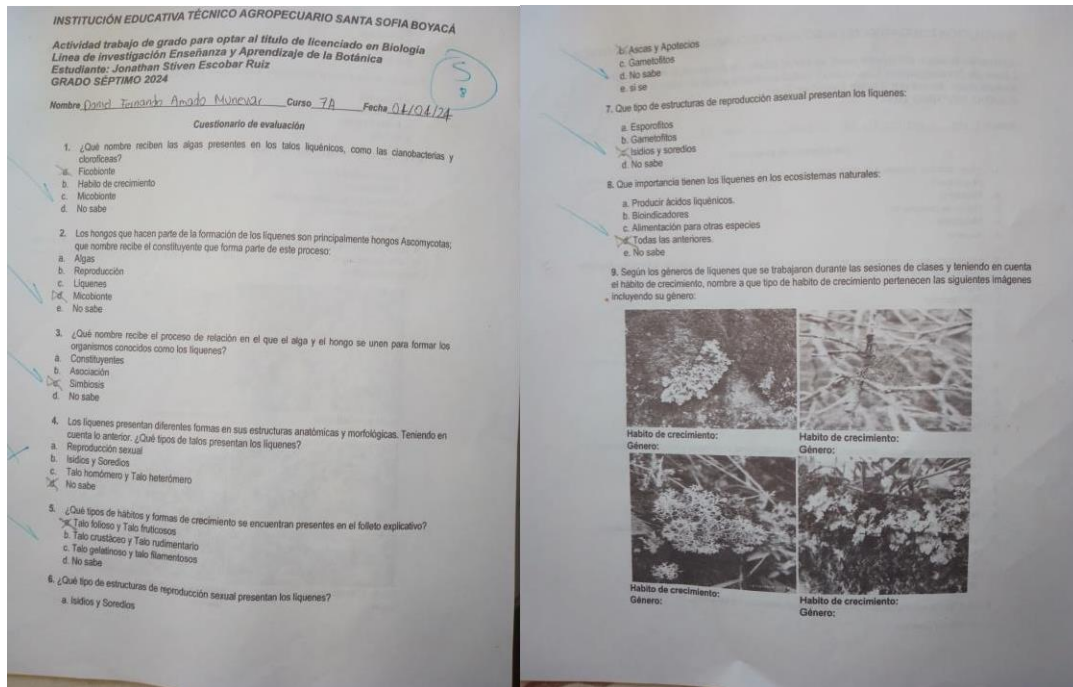 INSTITUCIÓN EDUCATIVA TÉCNICO AGROPECUARIO SANTA SOFIA BOYACÁ
Actividad trabajo de grado para optar al título de licenciado en Biología
Línea de investigación Enseñanza y Aprendizaje de la Botánica
Estudiante: Jonathan Stiven Escobar Ruiz
GRADO SÉPTIMO 2024
5
8
Nombre Daniel Fernando Amado Munevar Curso 7A Fecha 04/04/24
Cuestionario de evaluación
1. ¿Qué nombre reciben las algas presentes en los talos liquénicos, como las cianobacterias y
clorofíceas?
a. Ficobionte
b. Habito de crecimiento
c. Micobionte
d. No sabe
2. Los hongos que hacen parte de la formación de los líquenes son principalmente hongos Ascomycotas;
que nombre recibe el constituyente que forma parte de este proceso:
a. Algas
b. Reproducción
c. Líquenes
d. Micobionte
e. No sabe
3. ¿Qué nombre recibe el proceso de relación en el que el alga y el hongo se unen para formar los
organismos conocidos como los líquenes?
a. Constituyentes
b. Asociación
c. Simbiosis
d. No sabe
4. Los líquenes presentan diferentes formas en sus estructuras anatómicas y morfológicas. Teniendo en
cuenta lo anterior. ¿Qué tipos de talos presentan los líquenes?
a. Reproducción sexual
b. Isidios y Soredios
c. Talo homómero y Talo heterómero
d. No sabe
5. ¿Qué tipos de hábitos y formas de crecimiento se encuentran presentes en el folleto explicativo?
a. Talo folioso y Talo fruticosos
b. Talo crustáceo y Talo rudimentario
c. Talo gelatinoso y talo filamentosos
d. No sabe
6. ¿Qué tipo de estructuras de reproducción sexual presentan los líquenes?
a. Isidios y Soredios
b. Ascas y Apotecios
c. Gametofitos
d. No sabe
e. si se
7. Que tipo de estructuras de reproducción asexual presentan los líquenes:
a. Esporofitos
b. Gametofitos
c. Isidios y soredios
d. No sabe
8. Que importancia tienen los líquenes en los ecosistemas naturales:
a. Producir ácidos liquénicos.
b. Bioindicadores
c. Alimentación para otras especies
d. Todas las anteriores.
e. No sabe
9. Según los géneros de líquenes que se trabajaron durante las sesiones de clases y teniendo en cuenta
el hábito de crecimiento, nombre a que tipo de habito de crecimiento pertenecen las siguientes imágenes
incluyendo su género:
Habito de crecimiento:
Género:
Habito de crecimiento:
Género:
Habito de crecimiento:
Género:
Habito de crecimiento:
Género: